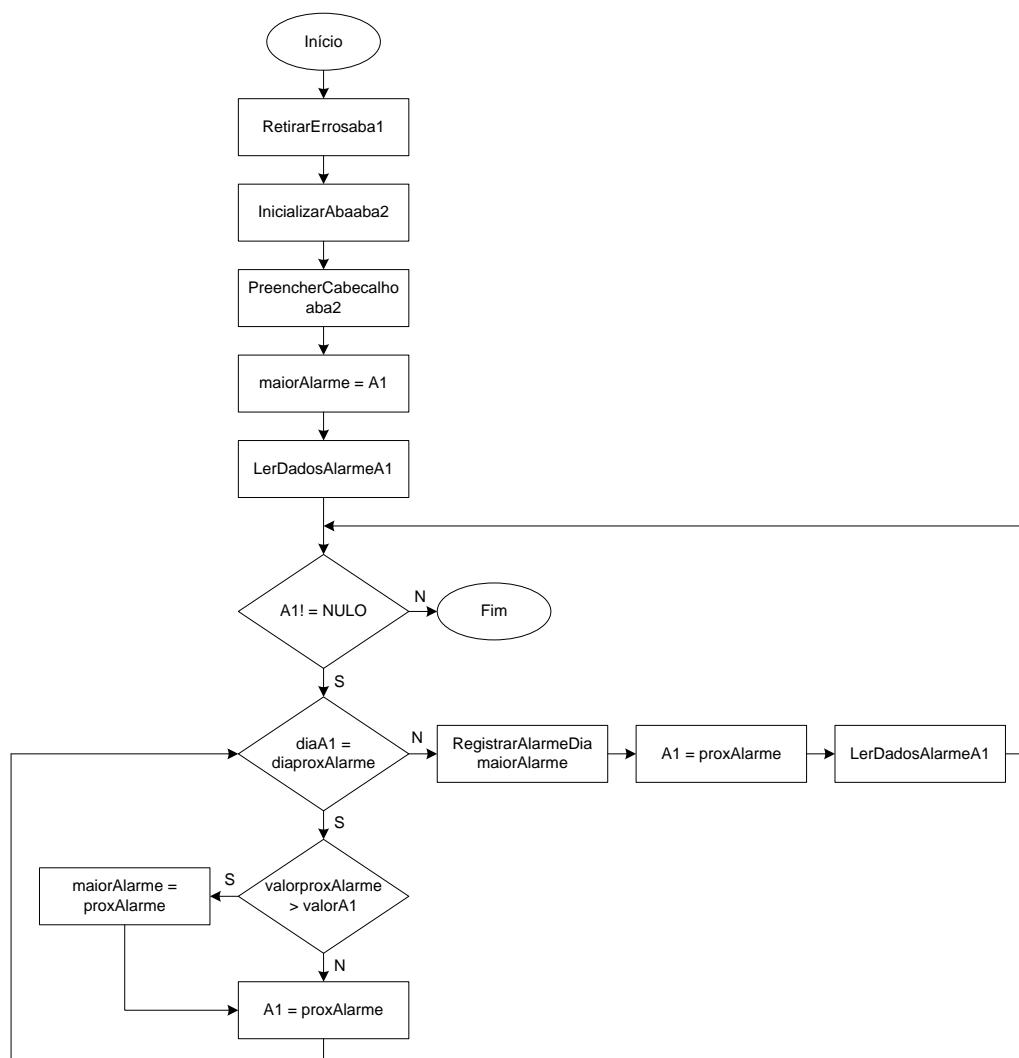 Início
RetirarErrosaba1
InicializarAbaaba2
PreencherCabecalho
aba2
maiorAlarme = A1
LerDadosAlarmeA1
A1! = NULO
N
Fim
S
diaA1 =
diaproxAlarme
N
RegistrarAlarmeDia
maiorAlarme
A1 = proxAlarme
LerDadosAlarmeA1
S
valorproxAlarme
> valorA1
S
maiorAlarme =
proxAlarme
N
A1 = proxAlarme